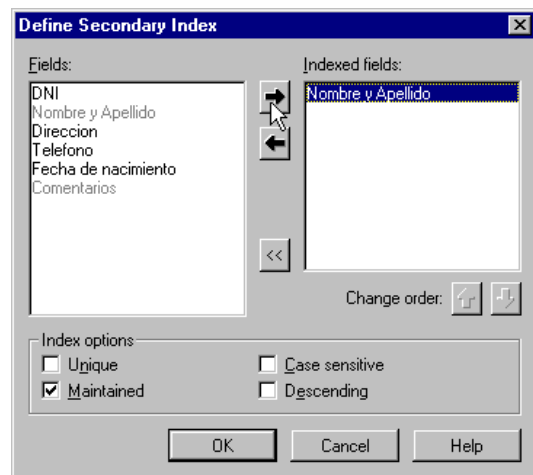 Define Secondary Index
Fields:
Indexed fields:
DNI
Nombre y Apellido
Direccion
Telefono
Fecha de nacimiento
Comentarios
Nombre y Apellido
<<
Change order:
Index options
Unique
Case sensitive
Maintained
Descending
OK
Cancel
Help